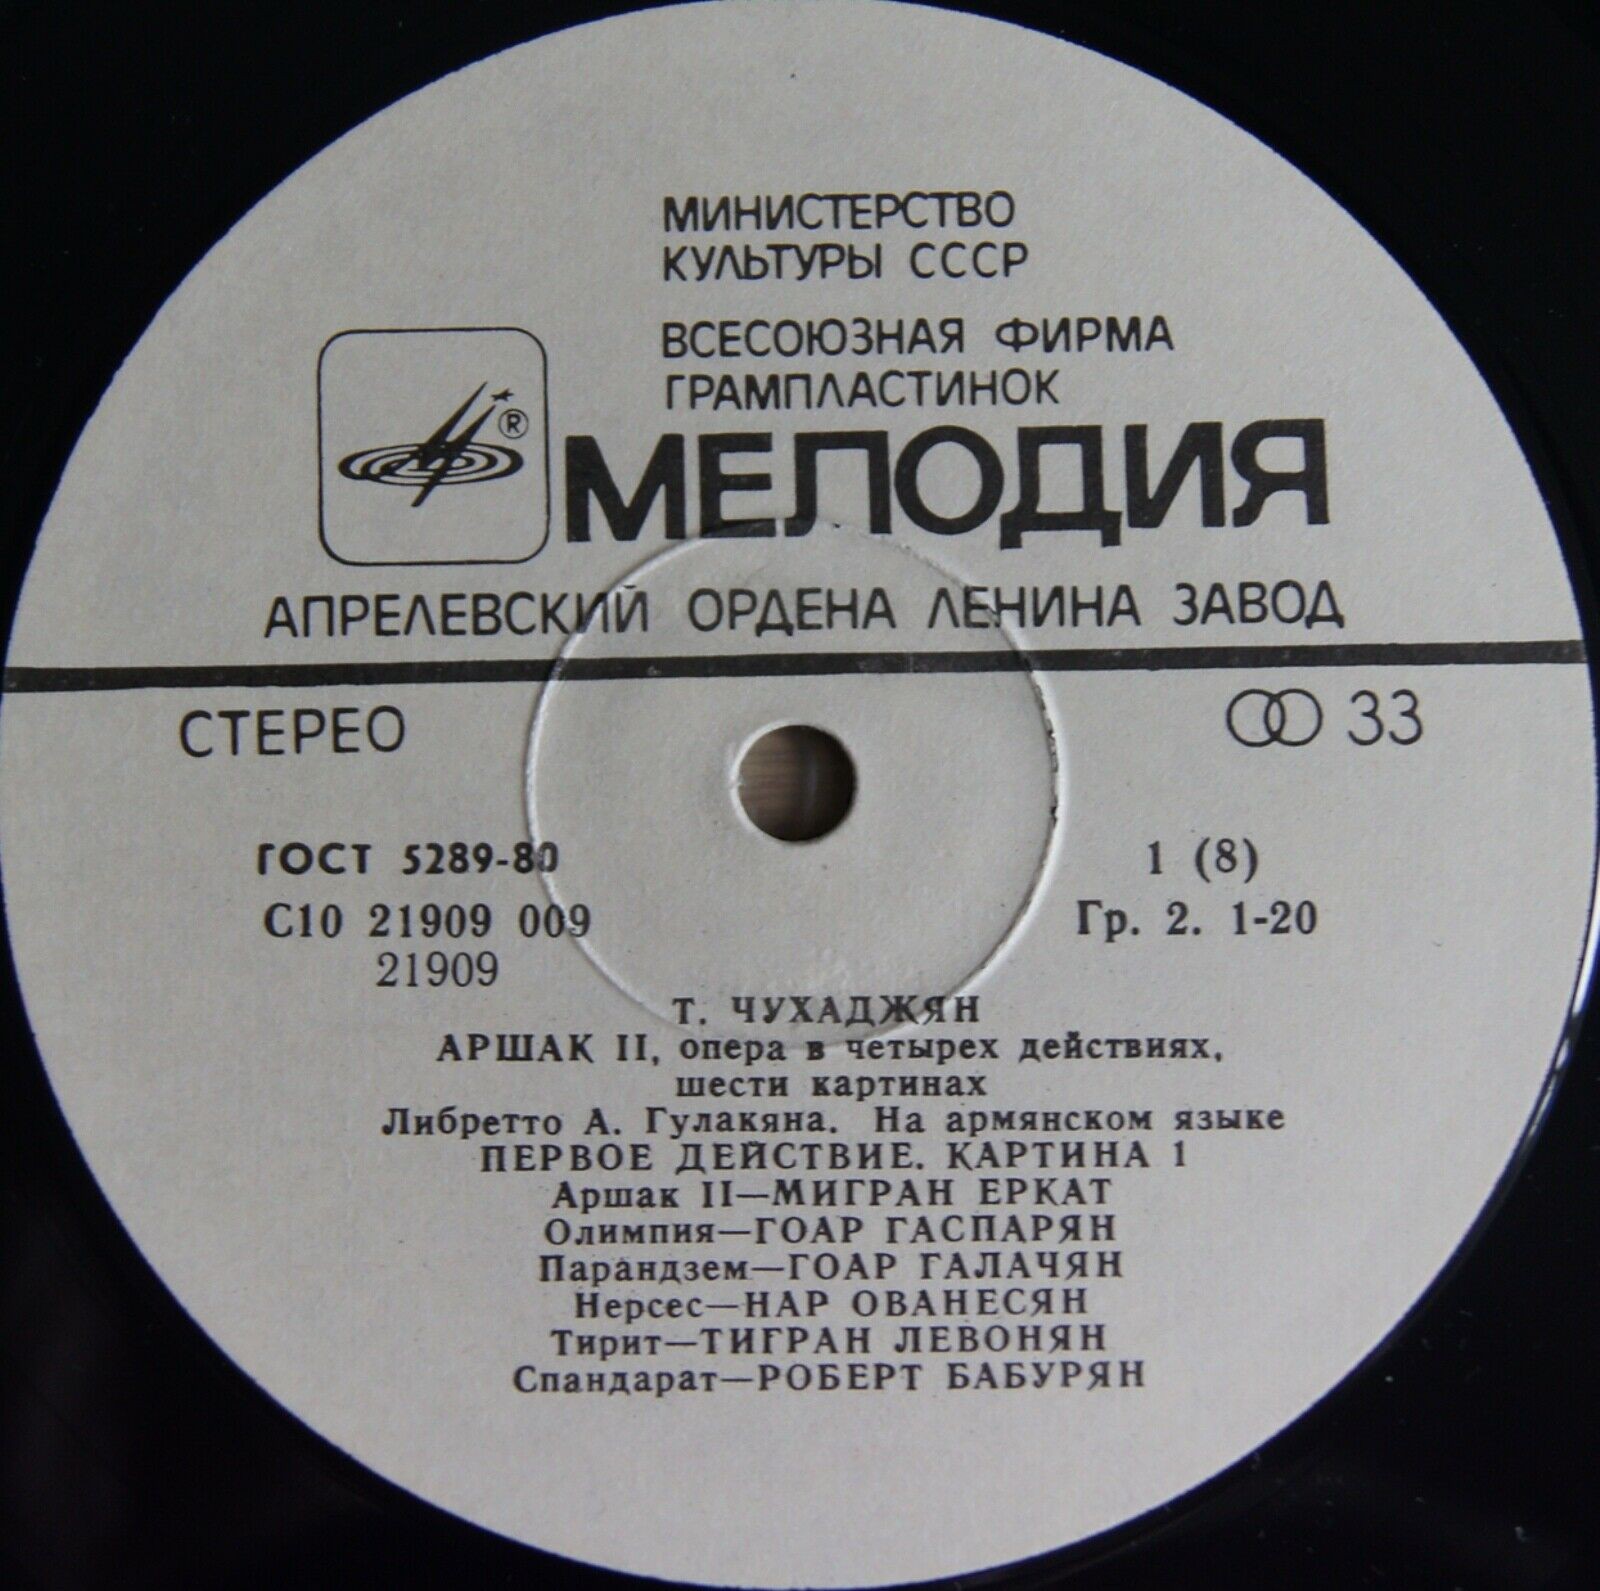 МИНИСТЕРСТВО
КУЛЬТУРЫ СССР
ВСЕСОЮЗНАЯ ФИРМА
ГРАМПЛАСТИНОК
®
МЕЛОДИЯ
АПРЕЛЕВСКИЙ ОРДЕНА ЛЕНИНА ЗАВОД
СТЕРЕО
33
ГОСТ 5289-80
1 (8)
С10 21909 009
Гр. 2. 1-20
21909
Т. ЧУХАДЖЯН
АРШАК II, опера в четырех действиях,
шести картинах
Либретто А. Гулакяна. На армянском языке
ПЕРВОЕ ДЕЙСТВИЕ. КАРТИНА 1
Аршак II—МИГРАН ЕРКАТ
Олимпия—ГОАР ГАСПАРЯН
Парандзем—ГОАР ГАЛАЧЯН
Нерсес—НАР ОВАНЕСЯН
Тирит—ТИГРАН ЛЕВОНЯН
Спандарат—РОБЕРТ БАБУРЯН